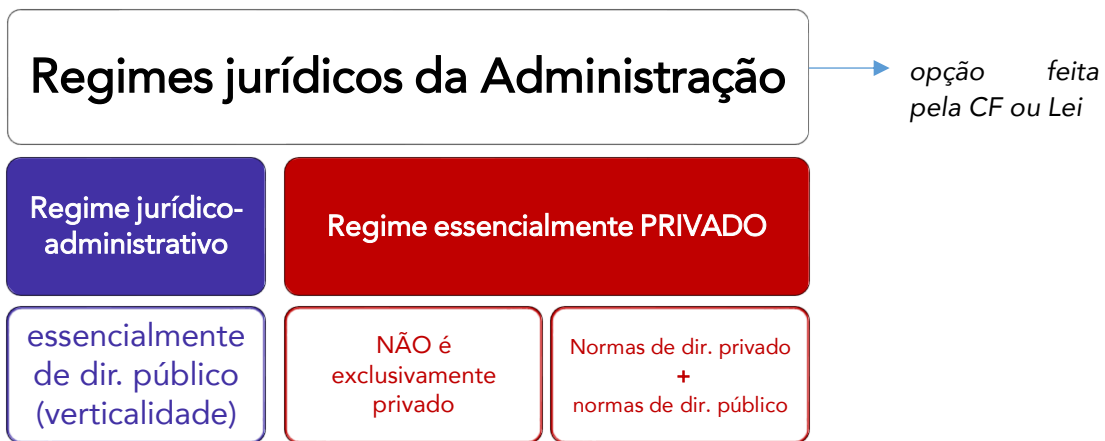 Regimes jurídicos da Administração
opção feita
pela CF ou Lei
Regime jurídico-
administrativo
Regime essencialmente PRIVADO
essencialmente
de dir. público
(verticalidade)
NÃO é
exclusivamente
privado
Normas de dir. privado
+
normas de dir. público